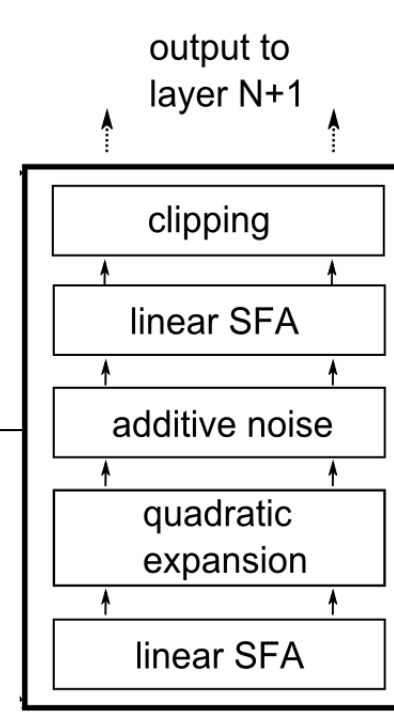 output to
layer N+1
clipping
linear SFA
additive noise
quadratic
expansion
linear SFA